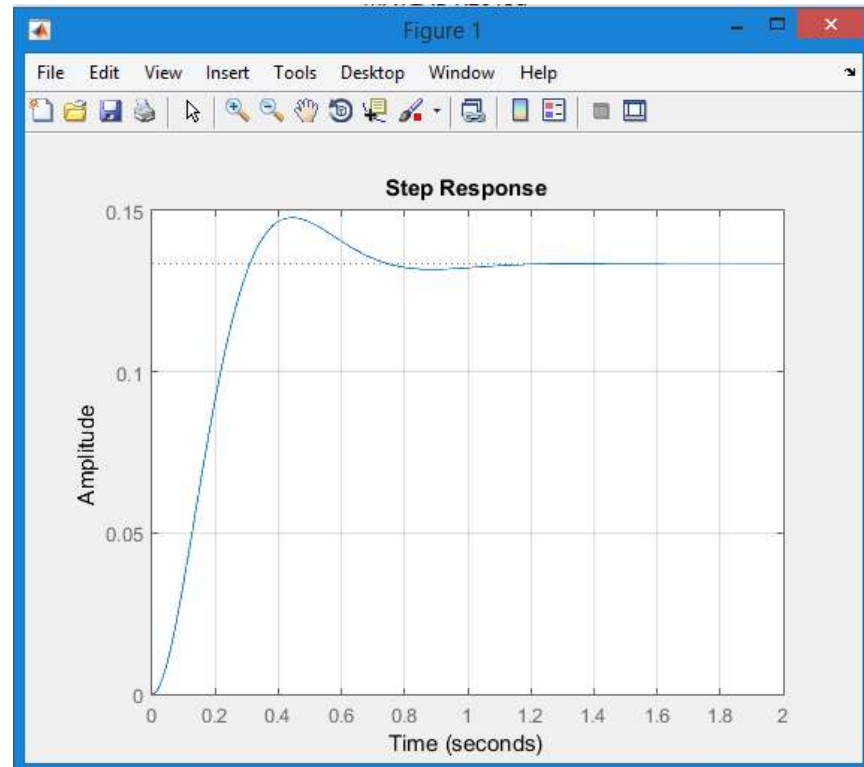 Figure 1
File Edit View Insert Tools Desktop Window Help
Step Response
0.15
0.1
0.05
0
Amplitude
0 0.2 0.4 0.6 0.8 1 1.2 1.4 1.6 1.8 2
Time (seconds)